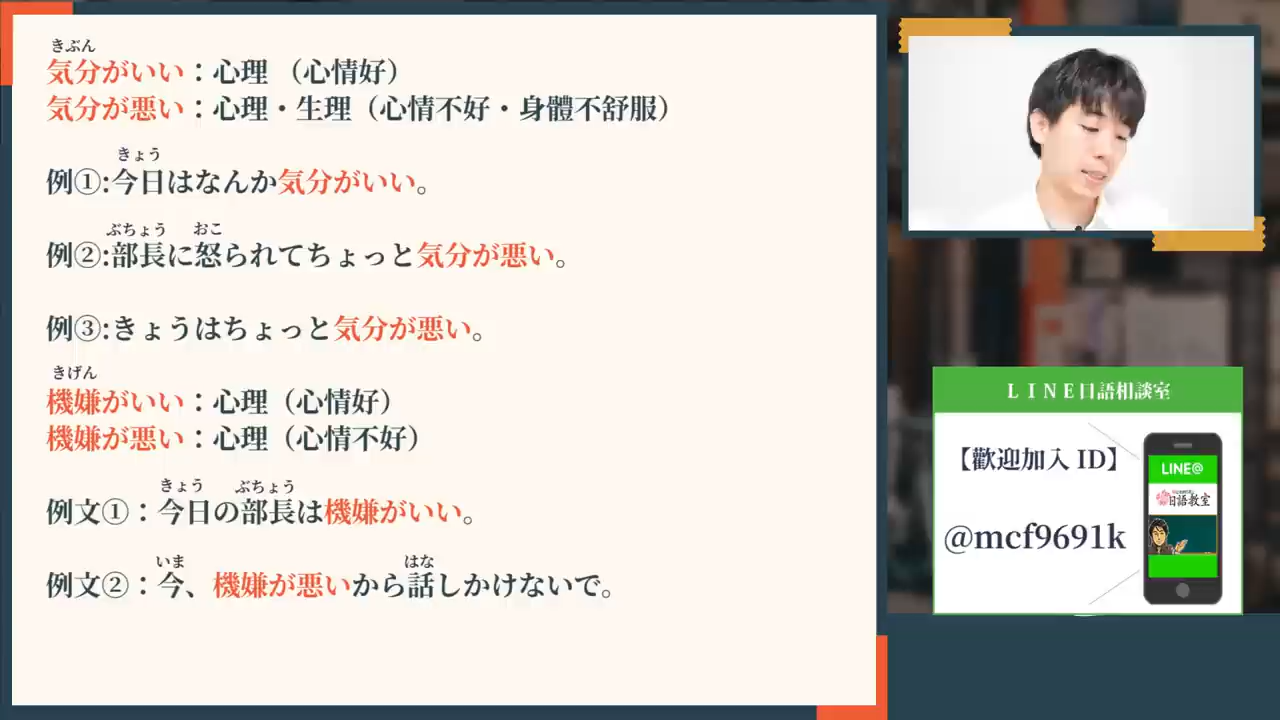 きぶん
気分がいい：心理 （心情好）
気分が悪い：心理・生理（心情不好・身體不舒服）
きょう
例①:今日はなんか気分がいい。
ぶちょう おこ
例②:部長に怒られてちょっと気分が悪い。
例③:きょうはちょっと気分が悪い。
きげん
機嫌がいい：心理（心情好）
機嫌が悪い：心理（心情不好）
きょう ぶちょう
例文①：今日の部長は機嫌がいい。
いま はな
例文②：今、機嫌が悪いから話しかけないで。
ＬＩＮＥ日語相談室
【歡迎加入 ID】
@mcf9691k
LINE@
日語教室